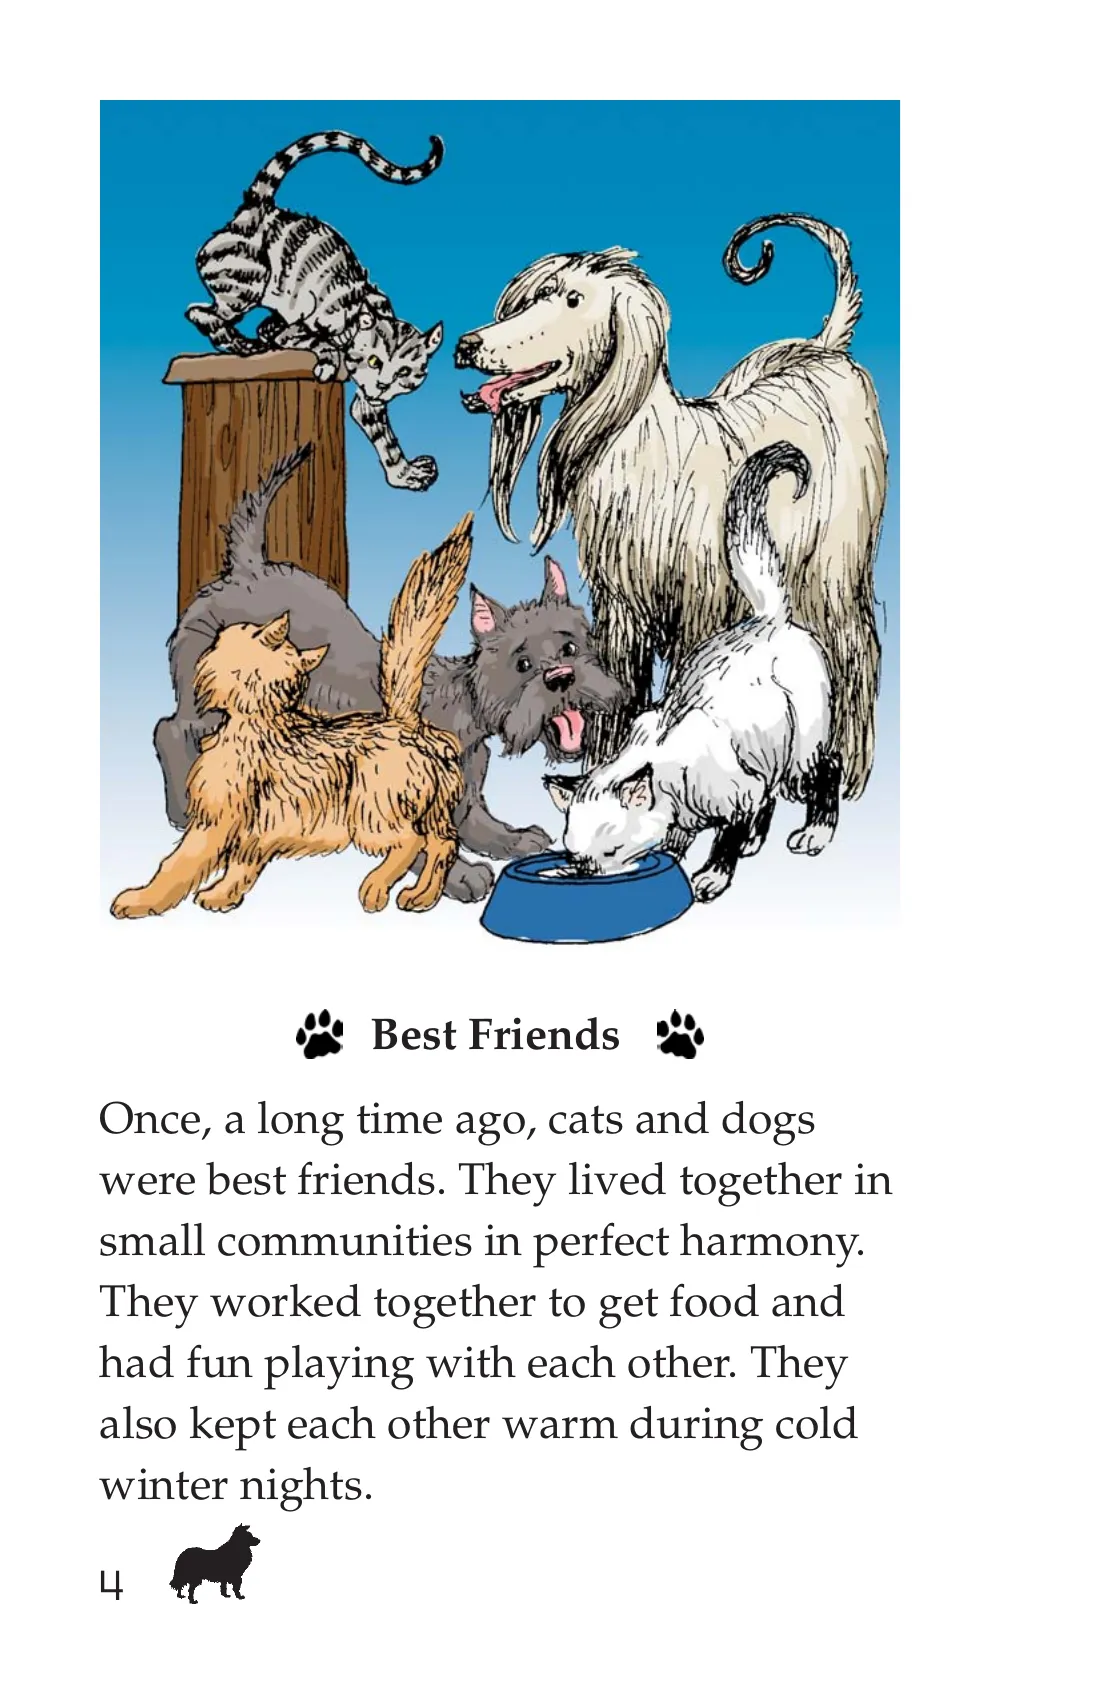 Best Friends
Once, a long time ago, cats and dogs
were best friends. They lived together in
small communities in perfect harmony.
They worked together to get food and
had fun playing with each other. They
also kept each other warm during cold
winter nights.
4